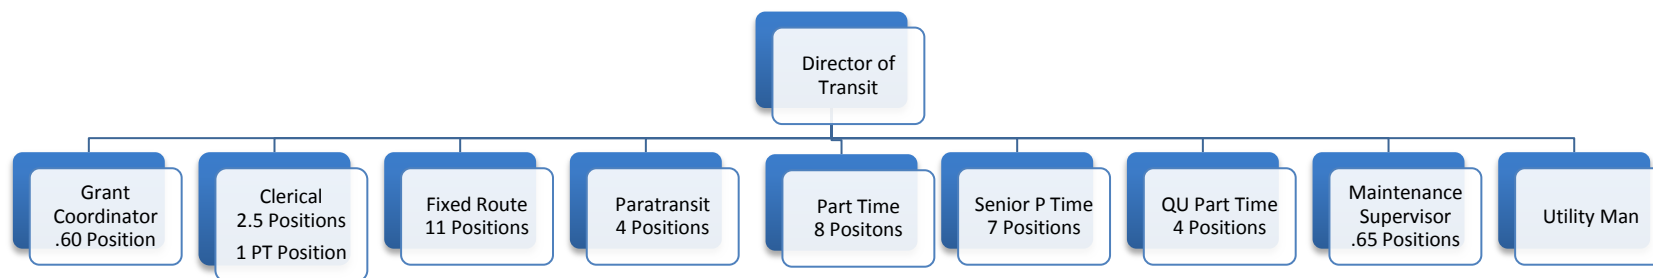 Director of
Transit
Grant
Coordinator
.60 Position
Clerical
2.5 Positions
1 PT Position
Fixed Route
11 Positions
Paratransit
4 Positions
Part Time
8 Positons
Senior P Time
7 Positions
QU Part Time
4 Positions
Maintenance
Supervisor
.65 Positions
Utility Man